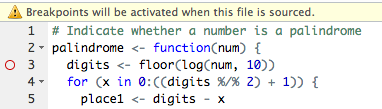 Breakpoints will be activated when this file is sourced.
1 # Indicate whether a number is a palindrome
2 palindrome <- function(num) {
3   digits <- floor(log(num, 10))
4   for (x in 0:((digits %/% 2) + 1)) {
5     place1 <- digits - x